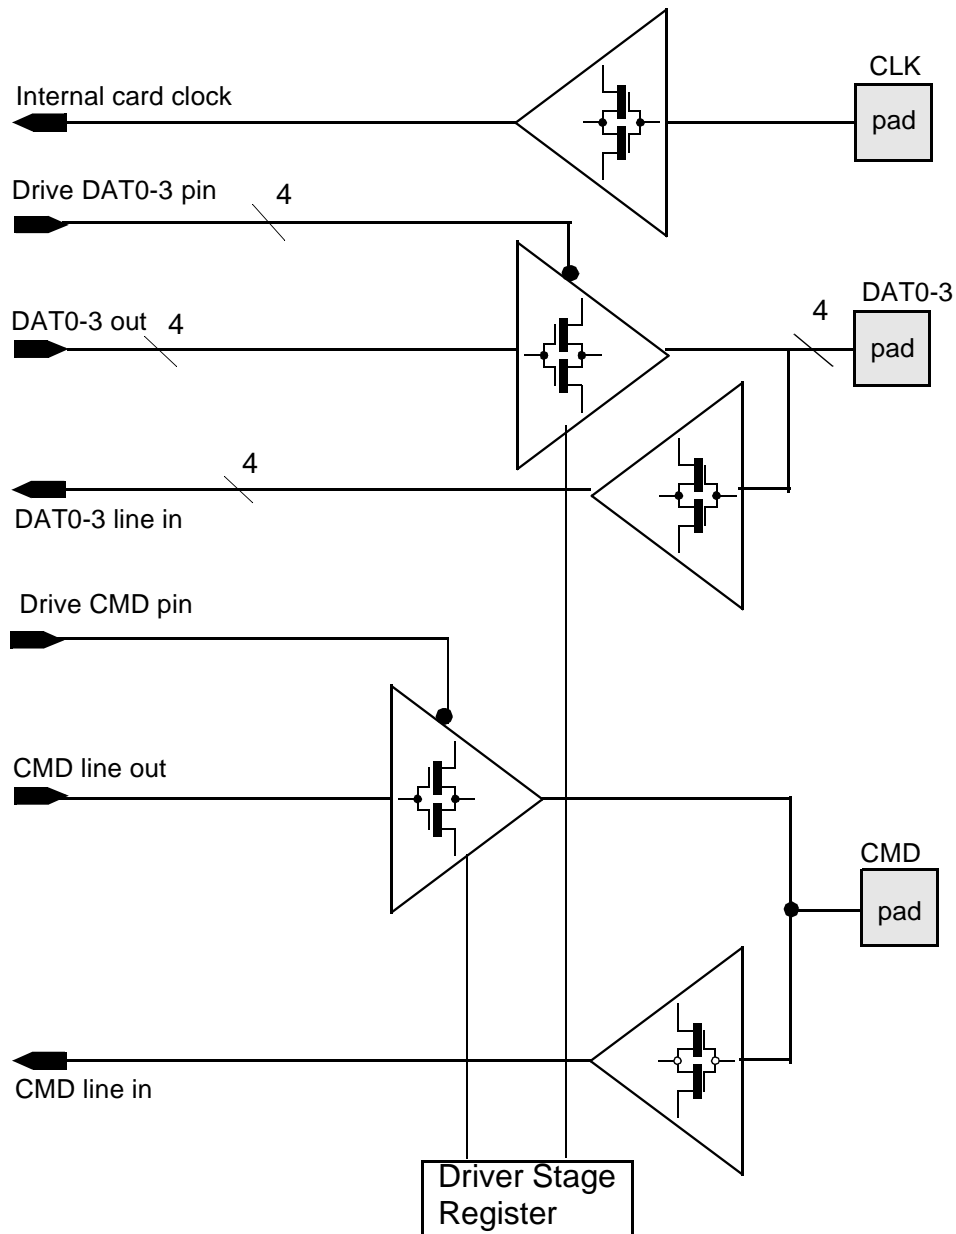 CLK
Internal card clock
pad
Drive DAT0-3 pin
4
DAT0-3
DAT0-3 out
4
4
pad
4
DAT0-3 line in
Drive CMD pin
CMD line out
CMD
pad
CMD line in
Driver Stage
Register